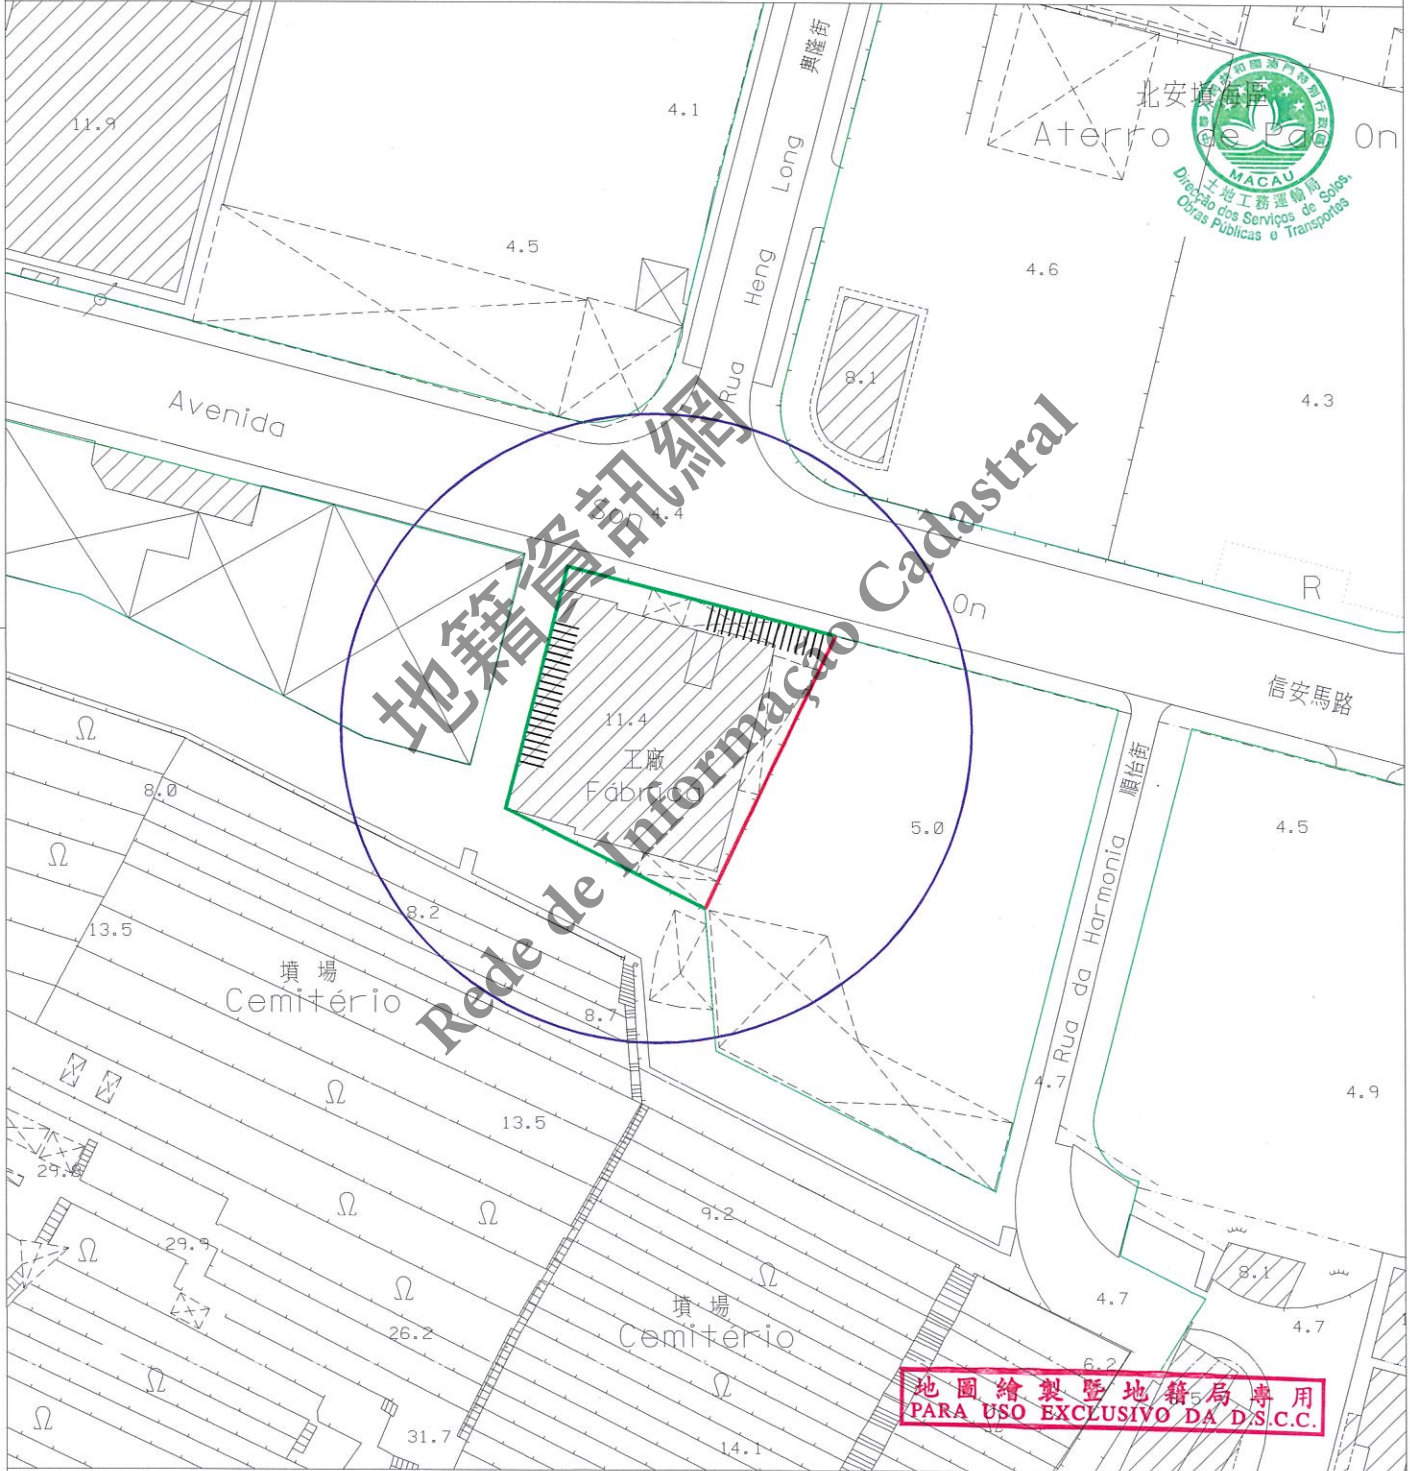 興隆街
11.9
4.1
北安填海區
Aterro de Pac On
MACAU
土地工務運輸局
Direcção dos Serviços de Solos,
Obras Públicas e Transportes
Rua Heng Long
4.5
4.6
8.1
4.3
Avenida
Son
4.4
On
R
信安馬路
地籍資訊網
Rede de Informação Cadastral
11.4
工廠
Fábrica
順怡街
Rua da Harmonia
8.0
5.0
4.5
8.2
13.5
墳場
Cemitério
8.7
4.7
4.9
13.5
29.8
9.2
29.9
8.1
墳場
Cemitério
4.7
4.7
26.2
6.2
地圖繪製暨地籍局專用
PARA USO EXCLUSIVO DA D.S.C.C.
31.7
14.1